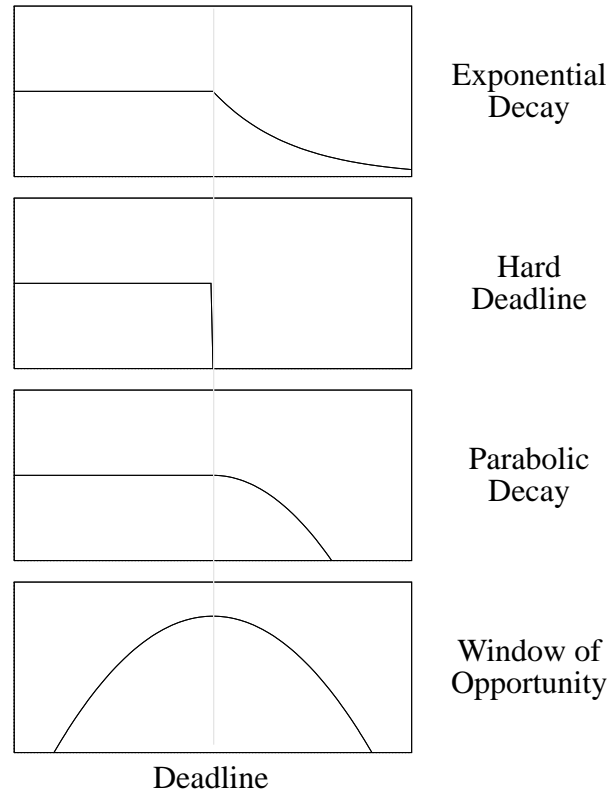 Exponential
Decay
Hard
Deadline
Parabolic
Decay
Window of
Opportunity
Deadline